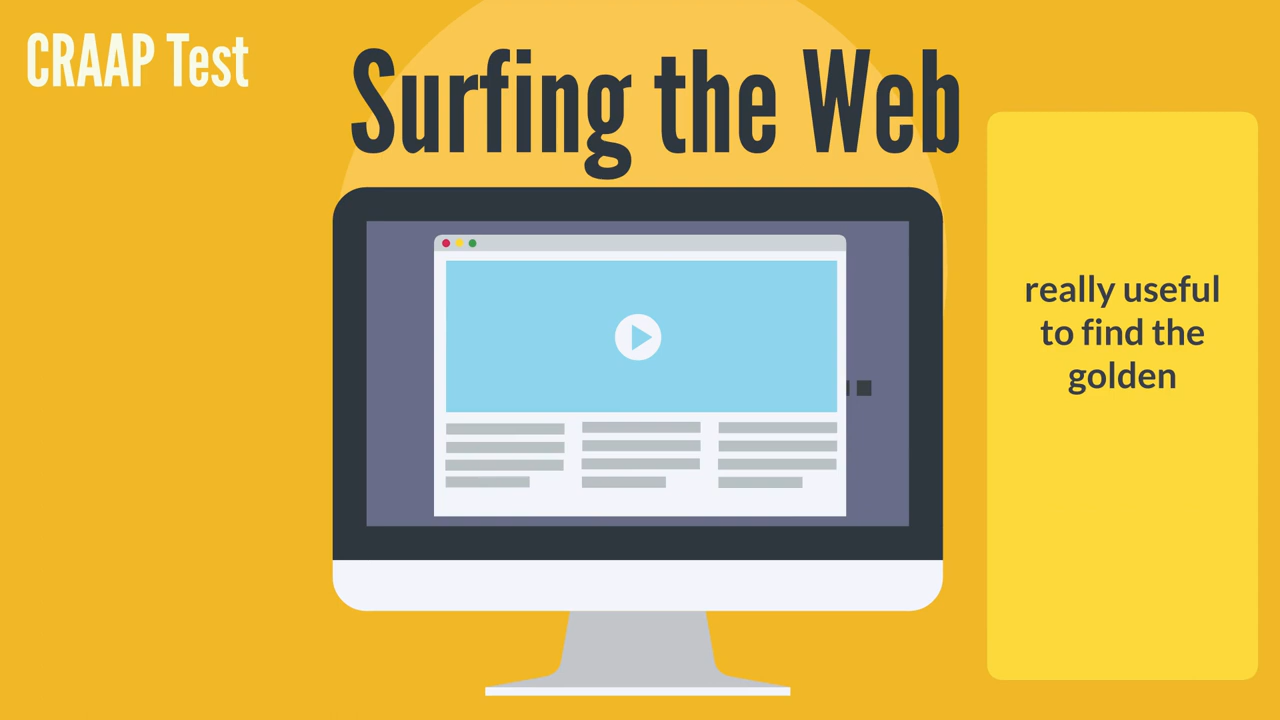 CRAAP Test
Surfing the Web
really useful
to find the
golden